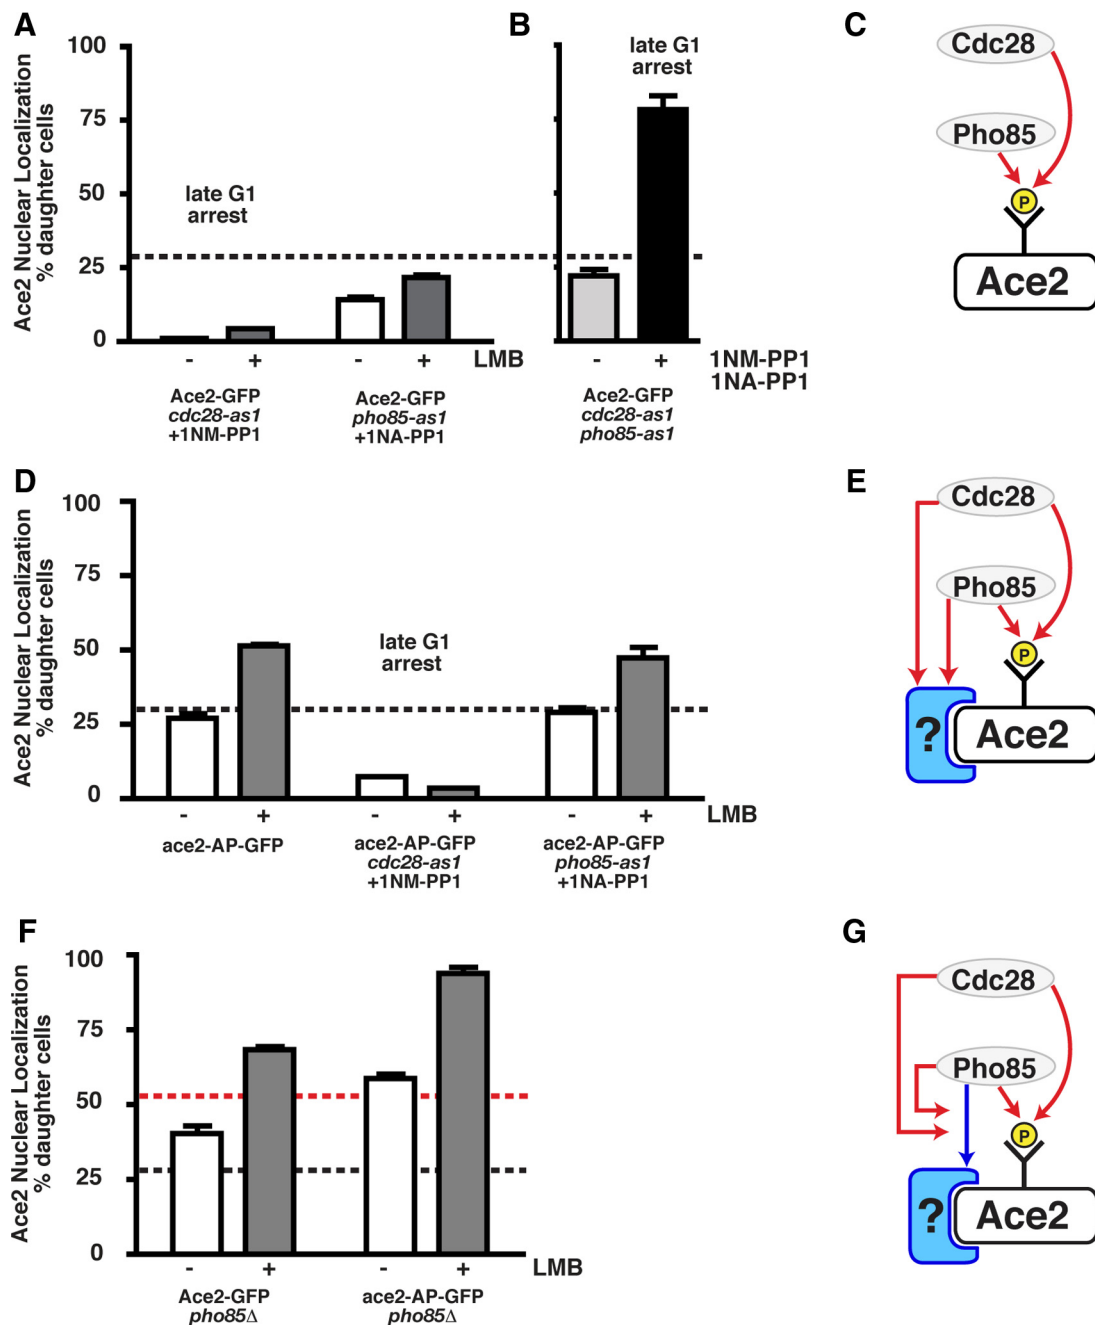 A
Ace2 Nuclear Localization
% daughter cells
100
75
50
25
0
late G1
arrest
- + - + LMB
Ace2-GFP
cdc28-as1
+1NM-PP1
Ace2-GFP
pho85-as1
+1NA-PP1
B
late G1
arrest
- + 1NM-PP1
1NA-PP1
Ace2-GFP
cdc28-as1
pho85-as1
C
Cdc28
Pho85
P
Ace2
D
Ace2 Nuclear Localization
% daughter cells
100
75
50
25
0
late G1
arrest
- + - + - + LMB
ace2-AP-GFP
ace2-AP-GFP
cdc28-as1
+1NM-PP1
ace2-AP-GFP
pho85-as1
+1NA-PP1
E
Cdc28
Pho85
P
? Ace2
F
Ace2 Nuclear Localization
% daughter cells
100
75
50
25
0
- + - + LMB
Ace2-GFP
pho85Δ
ace2-AP-GFP
pho85Δ
G
Cdc28
Pho85
P
? Ace2